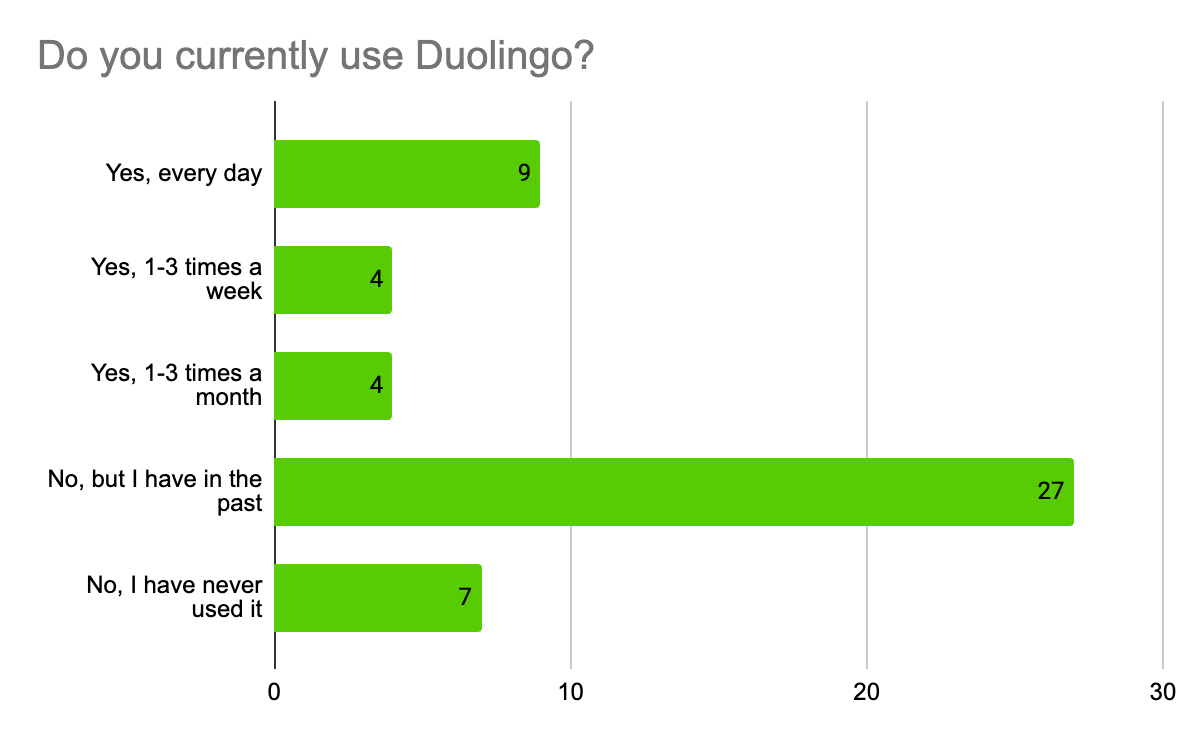 Do you currently use Duolingo?
Yes, every day
9
Yes, 1-3 times a
week
4
Yes, 1-3 times a
month
4
No, but I have in the
past
27
No, I have never
used it
7
0
10
20
30